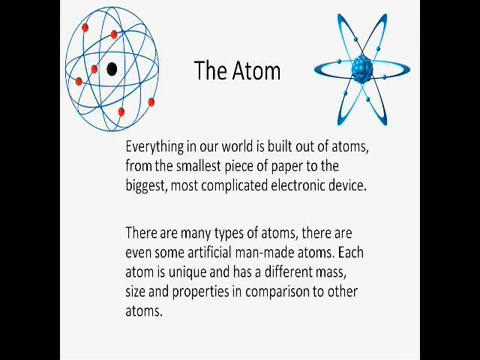 The Atom
Everything in our world is built out of atoms,
from the smallest piece of paper to the
biggest, most complicated electronic device.
There are many types of atoms, there are
even some artificial man-made atoms. Each
atom is unique and has a different mass,
size and properties in comparison to other
atoms.